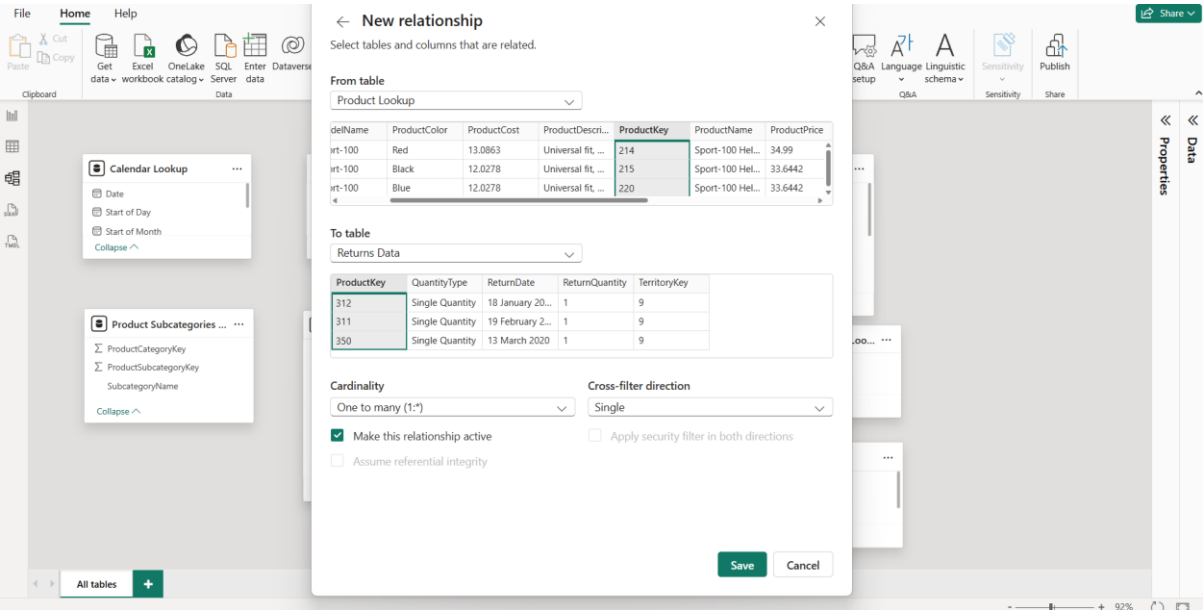 File Home Help
Share
Paste
Cut
Copy
Clipboard
Get data
Excel workbook
OneLake catalog
SQL Server
Enter data
Dataverse
Data
Q&A setup
Language
Linguistic schema
Q&A
Sensitivity
Sensitivity
Publish
Share
New relationship
Select tables and columns that are related.
From table
Product Lookup
delName ProductColor ProductCost ProductDescri... ProductKey ProductName ProductPrice
ort-100 Red 13.0863 Universal fit, ... 214 Sport-100 Hel... 34.99
ort-100 Black 12.0278 Universal fit, ... 215 Sport-100 Hel... 33.6442
ort-100 Blue 12.0278 Universal fit, ... 220 Sport-100 Hel... 33.6442
To table
Returns Data
ProductKey QuantityType ReturnDate ReturnQuantity TerritoryKey
312 Single Quantity 18 January 20... 1 9
311 Single Quantity 19 February 2... 1 9
350 Single Quantity 13 March 2020 1 9
Cardinality
One to many (1:*)
Cross-filter direction
Single
Make this relationship active
Apply security filter in both directions
Assume referential integrity
Save
Cancel
Calendar Lookup ...
Date
Start of Day
Start of Month
Collapse
Product Subcategories ... ...
ProductCategoryKey
ProductSubcategoryKey
SubcategoryName
Collapse
...
.oo... ...
...
Properties
Data
All tables +
- + 92%